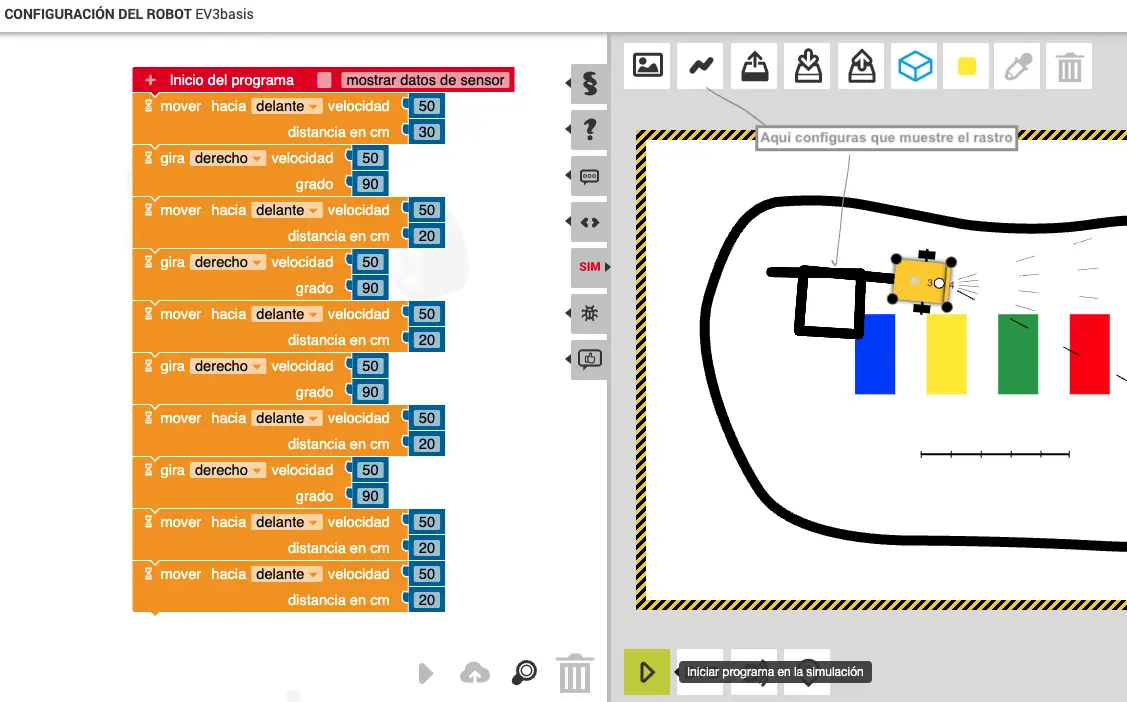 CONFIGURACIÓN DEL ROBOT EV3basis
+ Inicio del programa mostrar datos de sensor
mover hacia delante velocidad 50
distancia en cm 30
gira derecho velocidad 50
grado 90
mover hacia delante velocidad 50
distancia en cm 20
gira derecho velocidad 50
grado 90
mover hacia delante velocidad 50
distancia en cm 20
gira derecho velocidad 50
grado 90
mover hacia delante velocidad 50
distancia en cm 20
gira derecho velocidad 50
grado 90
mover hacia delante velocidad 50
distancia en cm 20
mover hacia delante velocidad 50
distancia en cm 20
§
?
SIM
Aquí configuras que muestre el rastro
3 4
Iniciar programa en la simulación